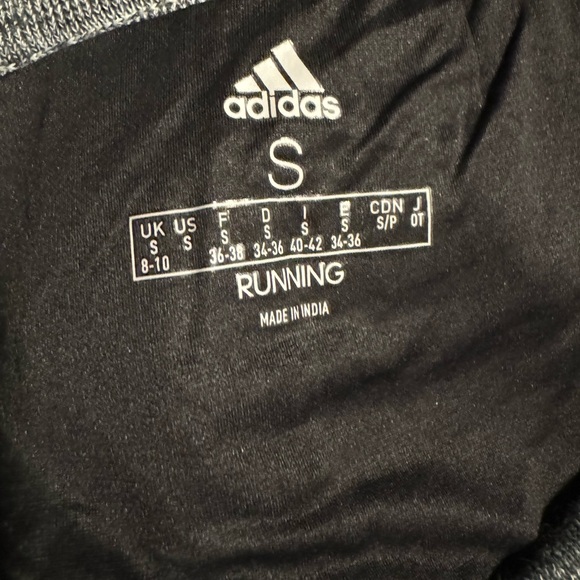 adidas
S
UK US F D I E CDN J
S S S S S S S/P OT
8-10 36-38 34-36 40-42 34-36
RUNNING
MADE IN INDIA